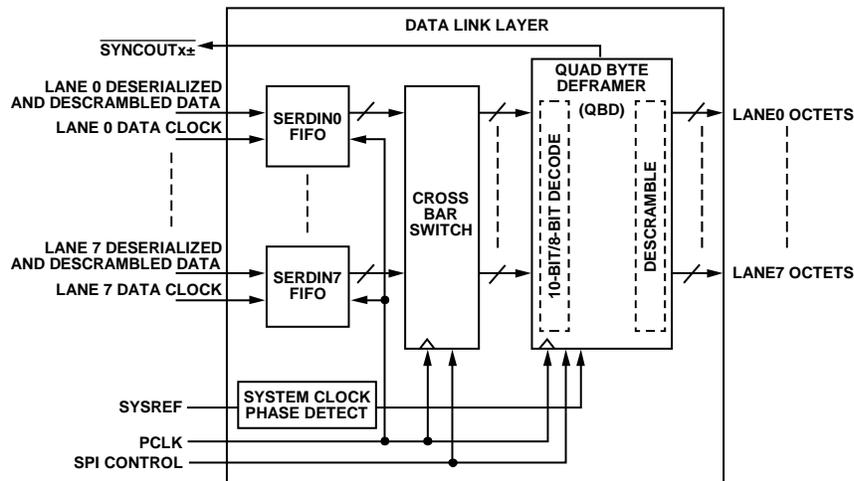 DATA LINK LAYER
SYNCOUTx±
LANE 0 DESERIALIZED
AND DESCRAMBLED DATA
LANE 0 DATA CLOCK
SERDIN0
FIFO
CROSS
BAR
SWITCH
QUAD BYTE
DEFRAMER
(QBD)
10-BIT/8-BIT DECODE
DESCRAMBLE
LANE0 OCTETS
LANE 7 DESERIALIZED
AND DESCRAMBLED DATA
LANE 7 DATA CLOCK
SERDIN7
FIFO
LANE7 OCTETS
SYSREF
SYSTEM CLOCK
PHASE DETECT
PCLK
SPI CONTROL